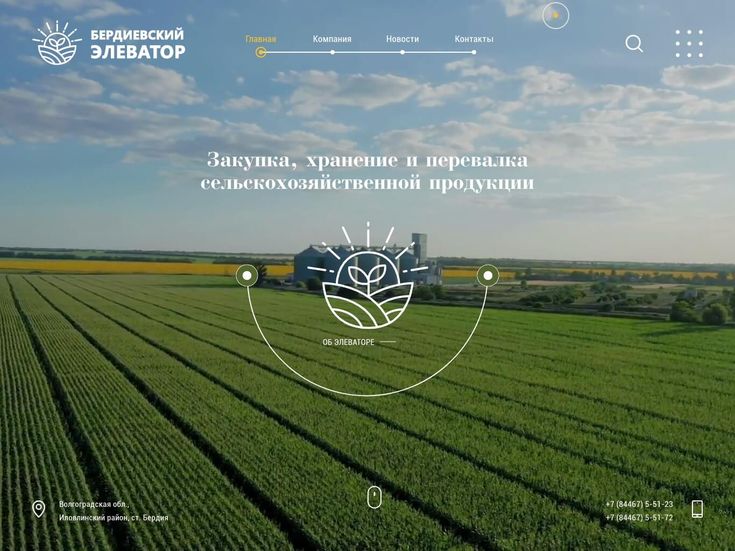 БЕРДИЕВСКИЙ
ЭЛЕВАТОР
Главная
Компания
Новости
Контакты
Закупка, хранение и перевалка
сельскохозяйственной продукции
ОБ ЭЛЕВАТОРЕ
Волгоградская обл.,
Иловлинский район, ст. Бердия
+7 (84467) 5-51-23
+7 (84467) 5-51-72